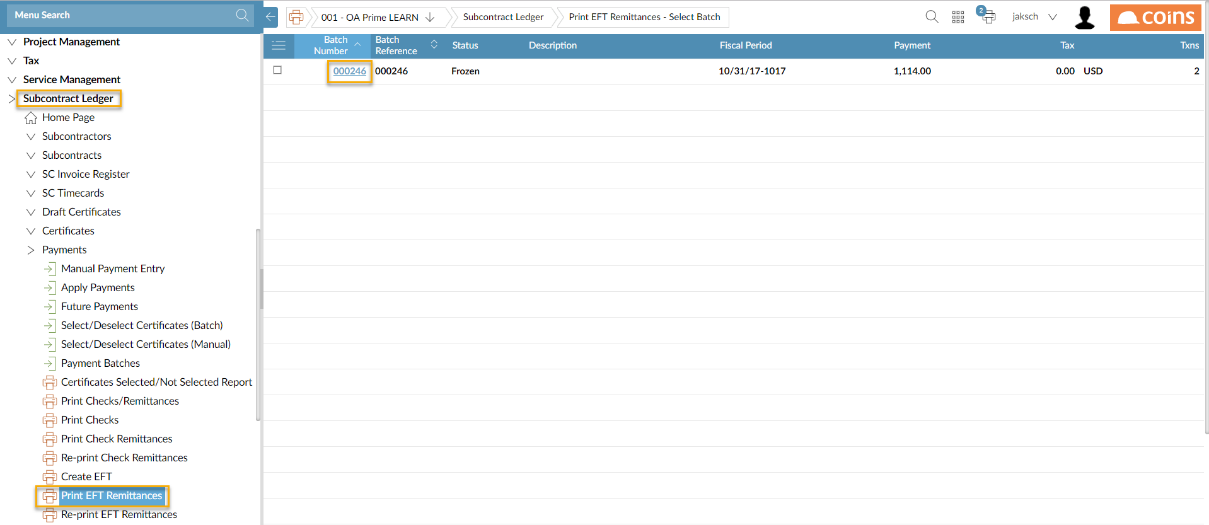 Menu Search
001 - OA Prime LEARN
Subcontract Ledger
Print EFT Remittances - Select Batch
2
jaksch
coins
Project Management
Tax
Service Management
Subcontract Ledger
Home Page
Subcontractors
Subcontracts
SC Invoice Register
SC Timecards
Draft Certificates
Certificates
Payments
Manual Payment Entry
Apply Payments
Future Payments
Select/Deselect Certificates (Batch)
Select/Deselect Certificates (Manual)
Payment Batches
Certificates Selected/Not Selected Report
Print Checks/Remittances
Print Checks
Print Check Remittances
Re-print Check Remittances
Create EFT
Print EFT Remittances
Re-print EFT Remittances
Batch Number Batch Reference Status Description Fiscal Period Payment Tax Txns
000246 000246 Frozen 10/31/17-1017 1,114.00 0.00 USD 2